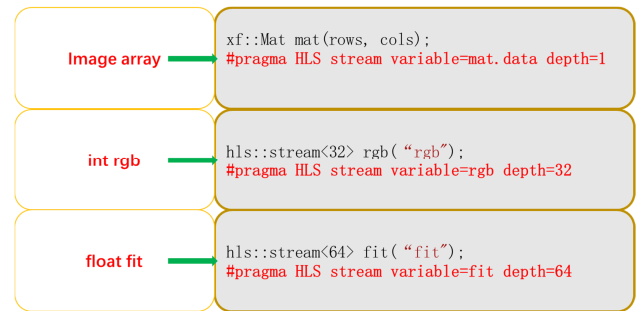 Image array
xf::Mat mat(rows, cols);
#pragma HLS stream variable=mat.data depth=1
int rgb
hls::stream<32> rgb(“rgb”);
#pragma HLS stream variable=rgb depth=32
float fit
hls::stream<64> fit(“fit”);
#pragma HLS stream variable=fit depth=64